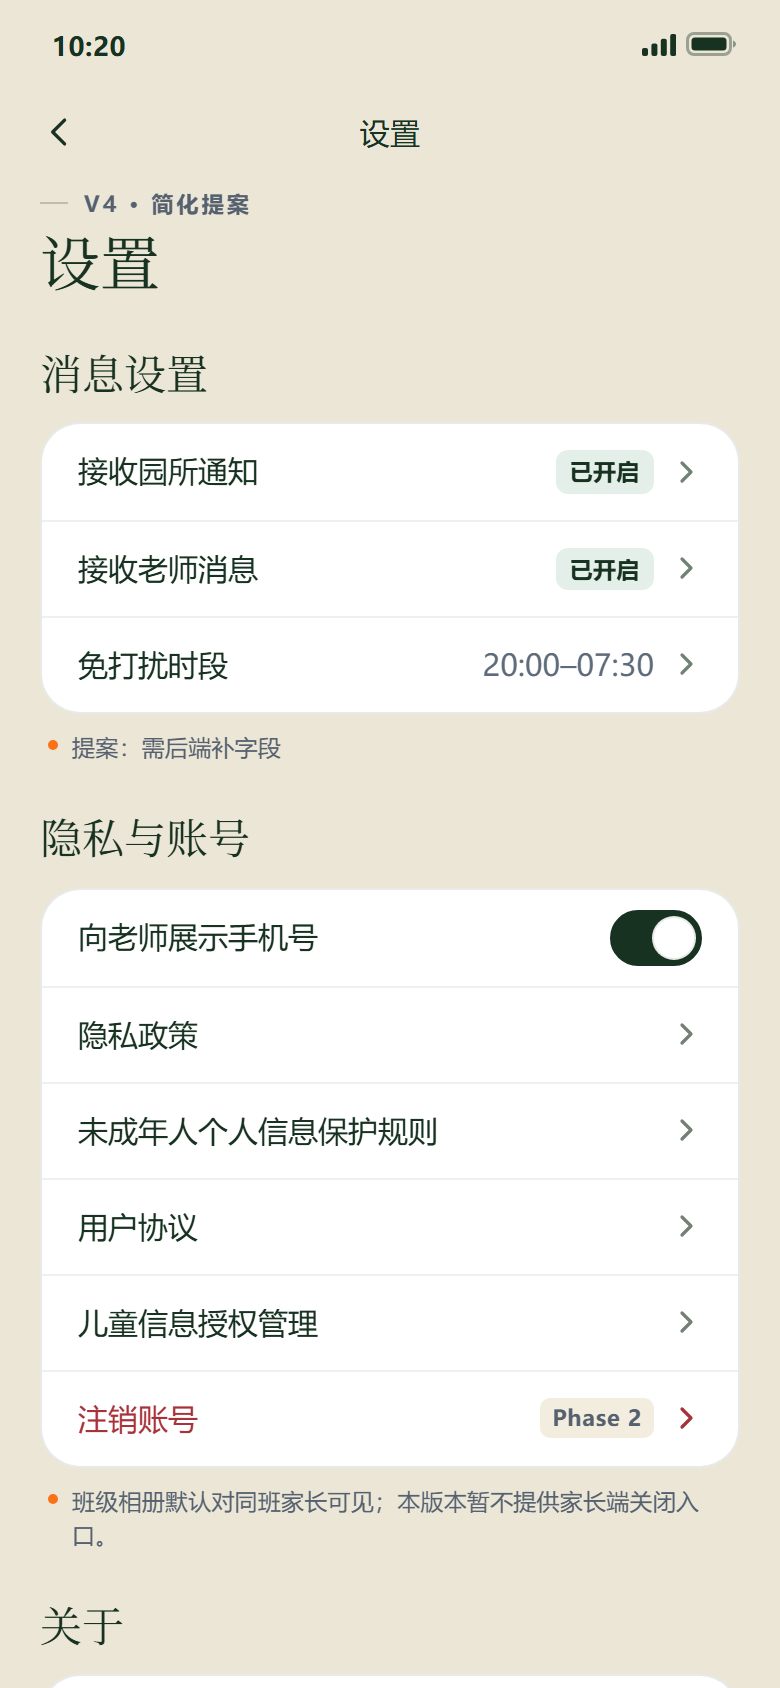 10:20
设置
V4 • 简化提案
设置
消息设置
接收园所通知 已开启
接收老师消息 已开启
免打扰时段 20:00–07:30
提案：需后端补字段
隐私与账号
向老师展示手机号
隐私政策
未成年人个人信息保护规则
用户协议
儿童信息授权管理
注销账号 Phase 2
班级相册默认对同班家长可见；本版本暂不提供家长端关闭入
口。
关于